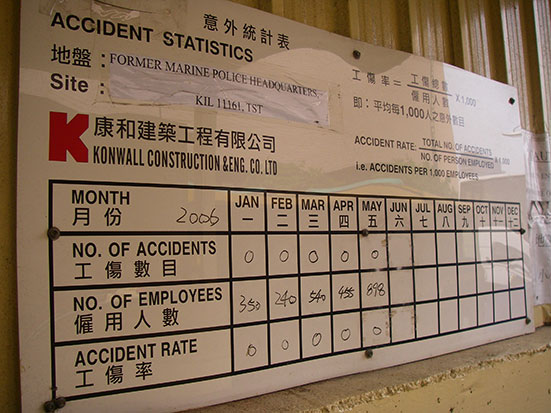 意外統計表
ACCIDENT STATISTICS
地盤：
Site :
FORMER MARINE POLICE HEADQUARTERS,
KIL 11161, TST
工傷率 = 工傷總數 / 僱用人數 X 1,000
即：平均每1,000人之意外數目
K 康和建築工程有限公司
KONWALL CONSTRUCTION &ENG. CO. LTD
ACCIDENT RATE: TOTAL NO. OF ACCIDENTS / NO. OF PERSON EMPLOYED X 1,000
i.e. ACCIDENTS PER 1,000 EMPLOYEES
MONTH JAN FEB MAR APR MAY JUN JUL AUG SEP OCT NOV DEC
月份 2006 一 二 三 四 五 六 七 八 九 十 十一 十二
NO. OF ACCIDENTS 0 0 0 0 0
工傷數目
NO. OF EMPLOYEES 350 240 540 455 898
僱用人數
ACCIDENT RATE 0 0 0 0 0
工傷率